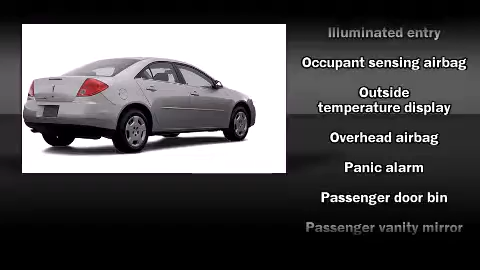 Illuminated entry
Occupant sensing airbag
Outside
temperature display
Overhead airbag
Panic alarm
Passenger door bin
Passenger vanity mirror